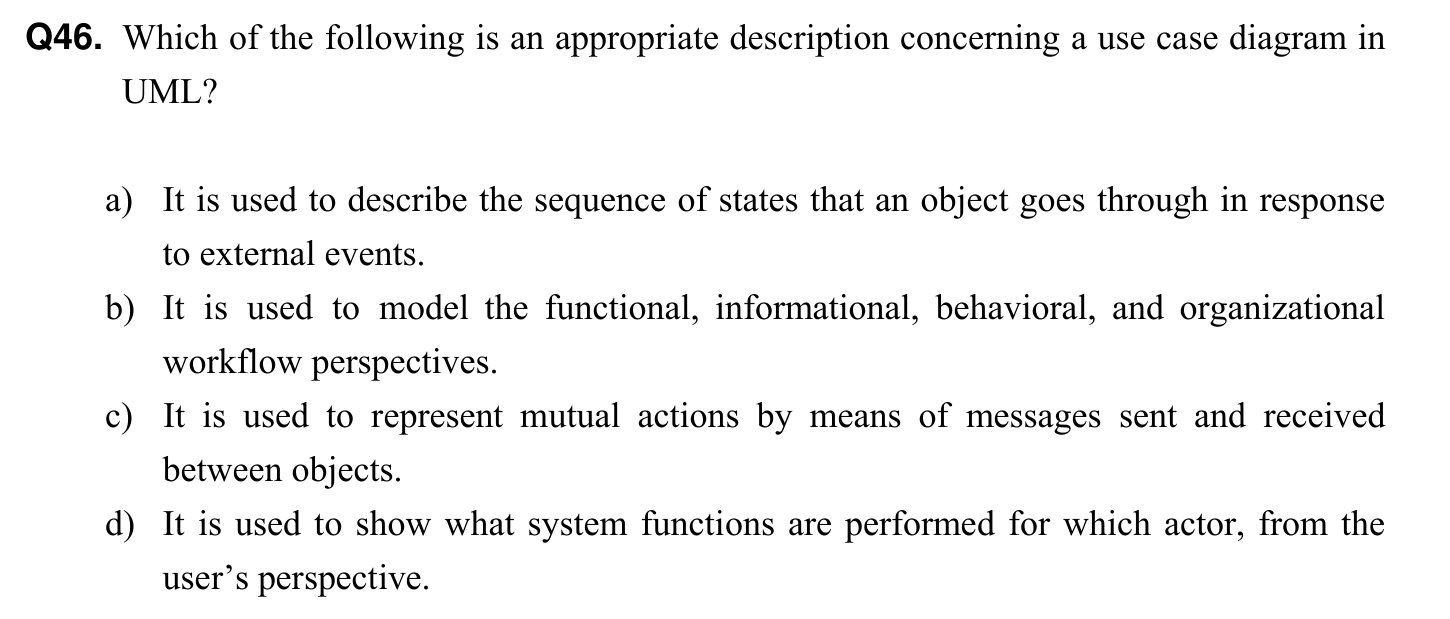 Q46. Which of the following is an appropriate description concerning a use case diagram in
UML?
a) It is used to describe the sequence of states that an object goes through in response
to external events.
b) It is used to model the functional, informational, behavioral, and organizational
workflow perspectives.
c) It is used to represent mutual actions by means of messages sent and received
between objects.
d) It is used to show what system functions are performed for which actor, from the
user’s perspective.